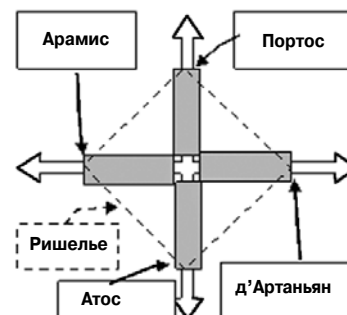 Арамис
Портос
Ришелье
Атос
д’Артаньян